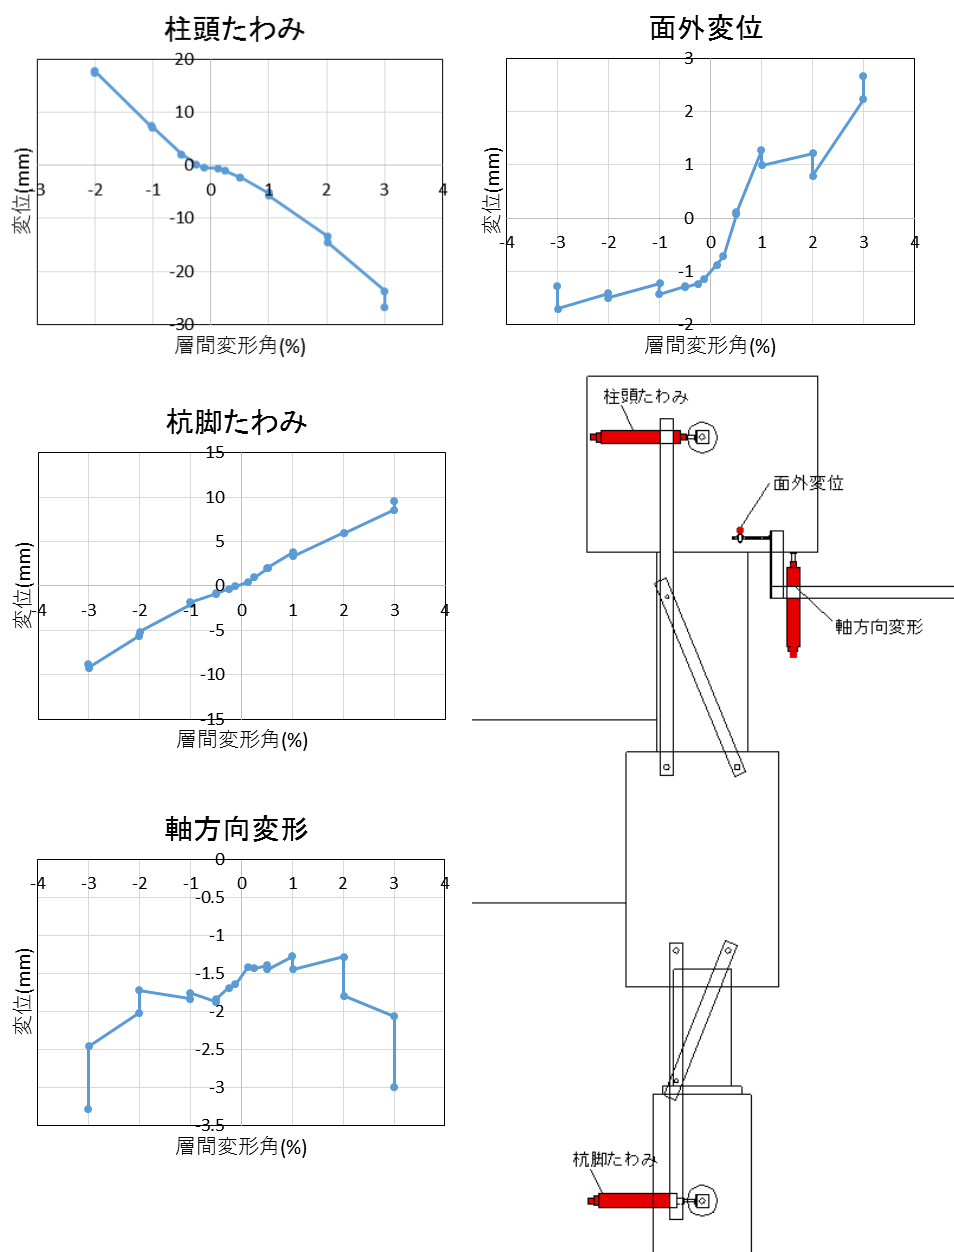 柱頭たわみ
20
10
0
-10
-20
-30
-3 -2 -1 0 1 2 3 4
変位(mm)
層間変形角(%)
面外変位
3
2
1
0
-1
-2
-4 -3 -2 -1 0 1 2 3 4
変位(mm)
層間変形角(%)
杭脚たわみ
15
10
5
0
-5
-10
-15
-4 -3 -2 -1 0 1 2 3 4
変位(mm)
層間変形角(%)
軸方向変形
0
-4 -3 -2 -1 0 1 2 3 4
-0.5
-1
-1.5
-2
-2.5
-3
-3.5
変位(mm)
層間変形角(%)
柱頭たわみ
面外変位
軸方向変形
杭脚たわみ